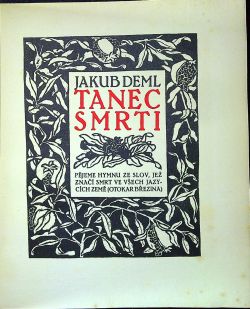 JAKUB DEML
TANEC
SMRTI
PĚJEME HYMNU ZE SLOV, JEŽ
ZNAČÍ SMRT VE VŠECH JAZY-
CÍCH ZEMĚ (OTOKAR BŘEZINA)